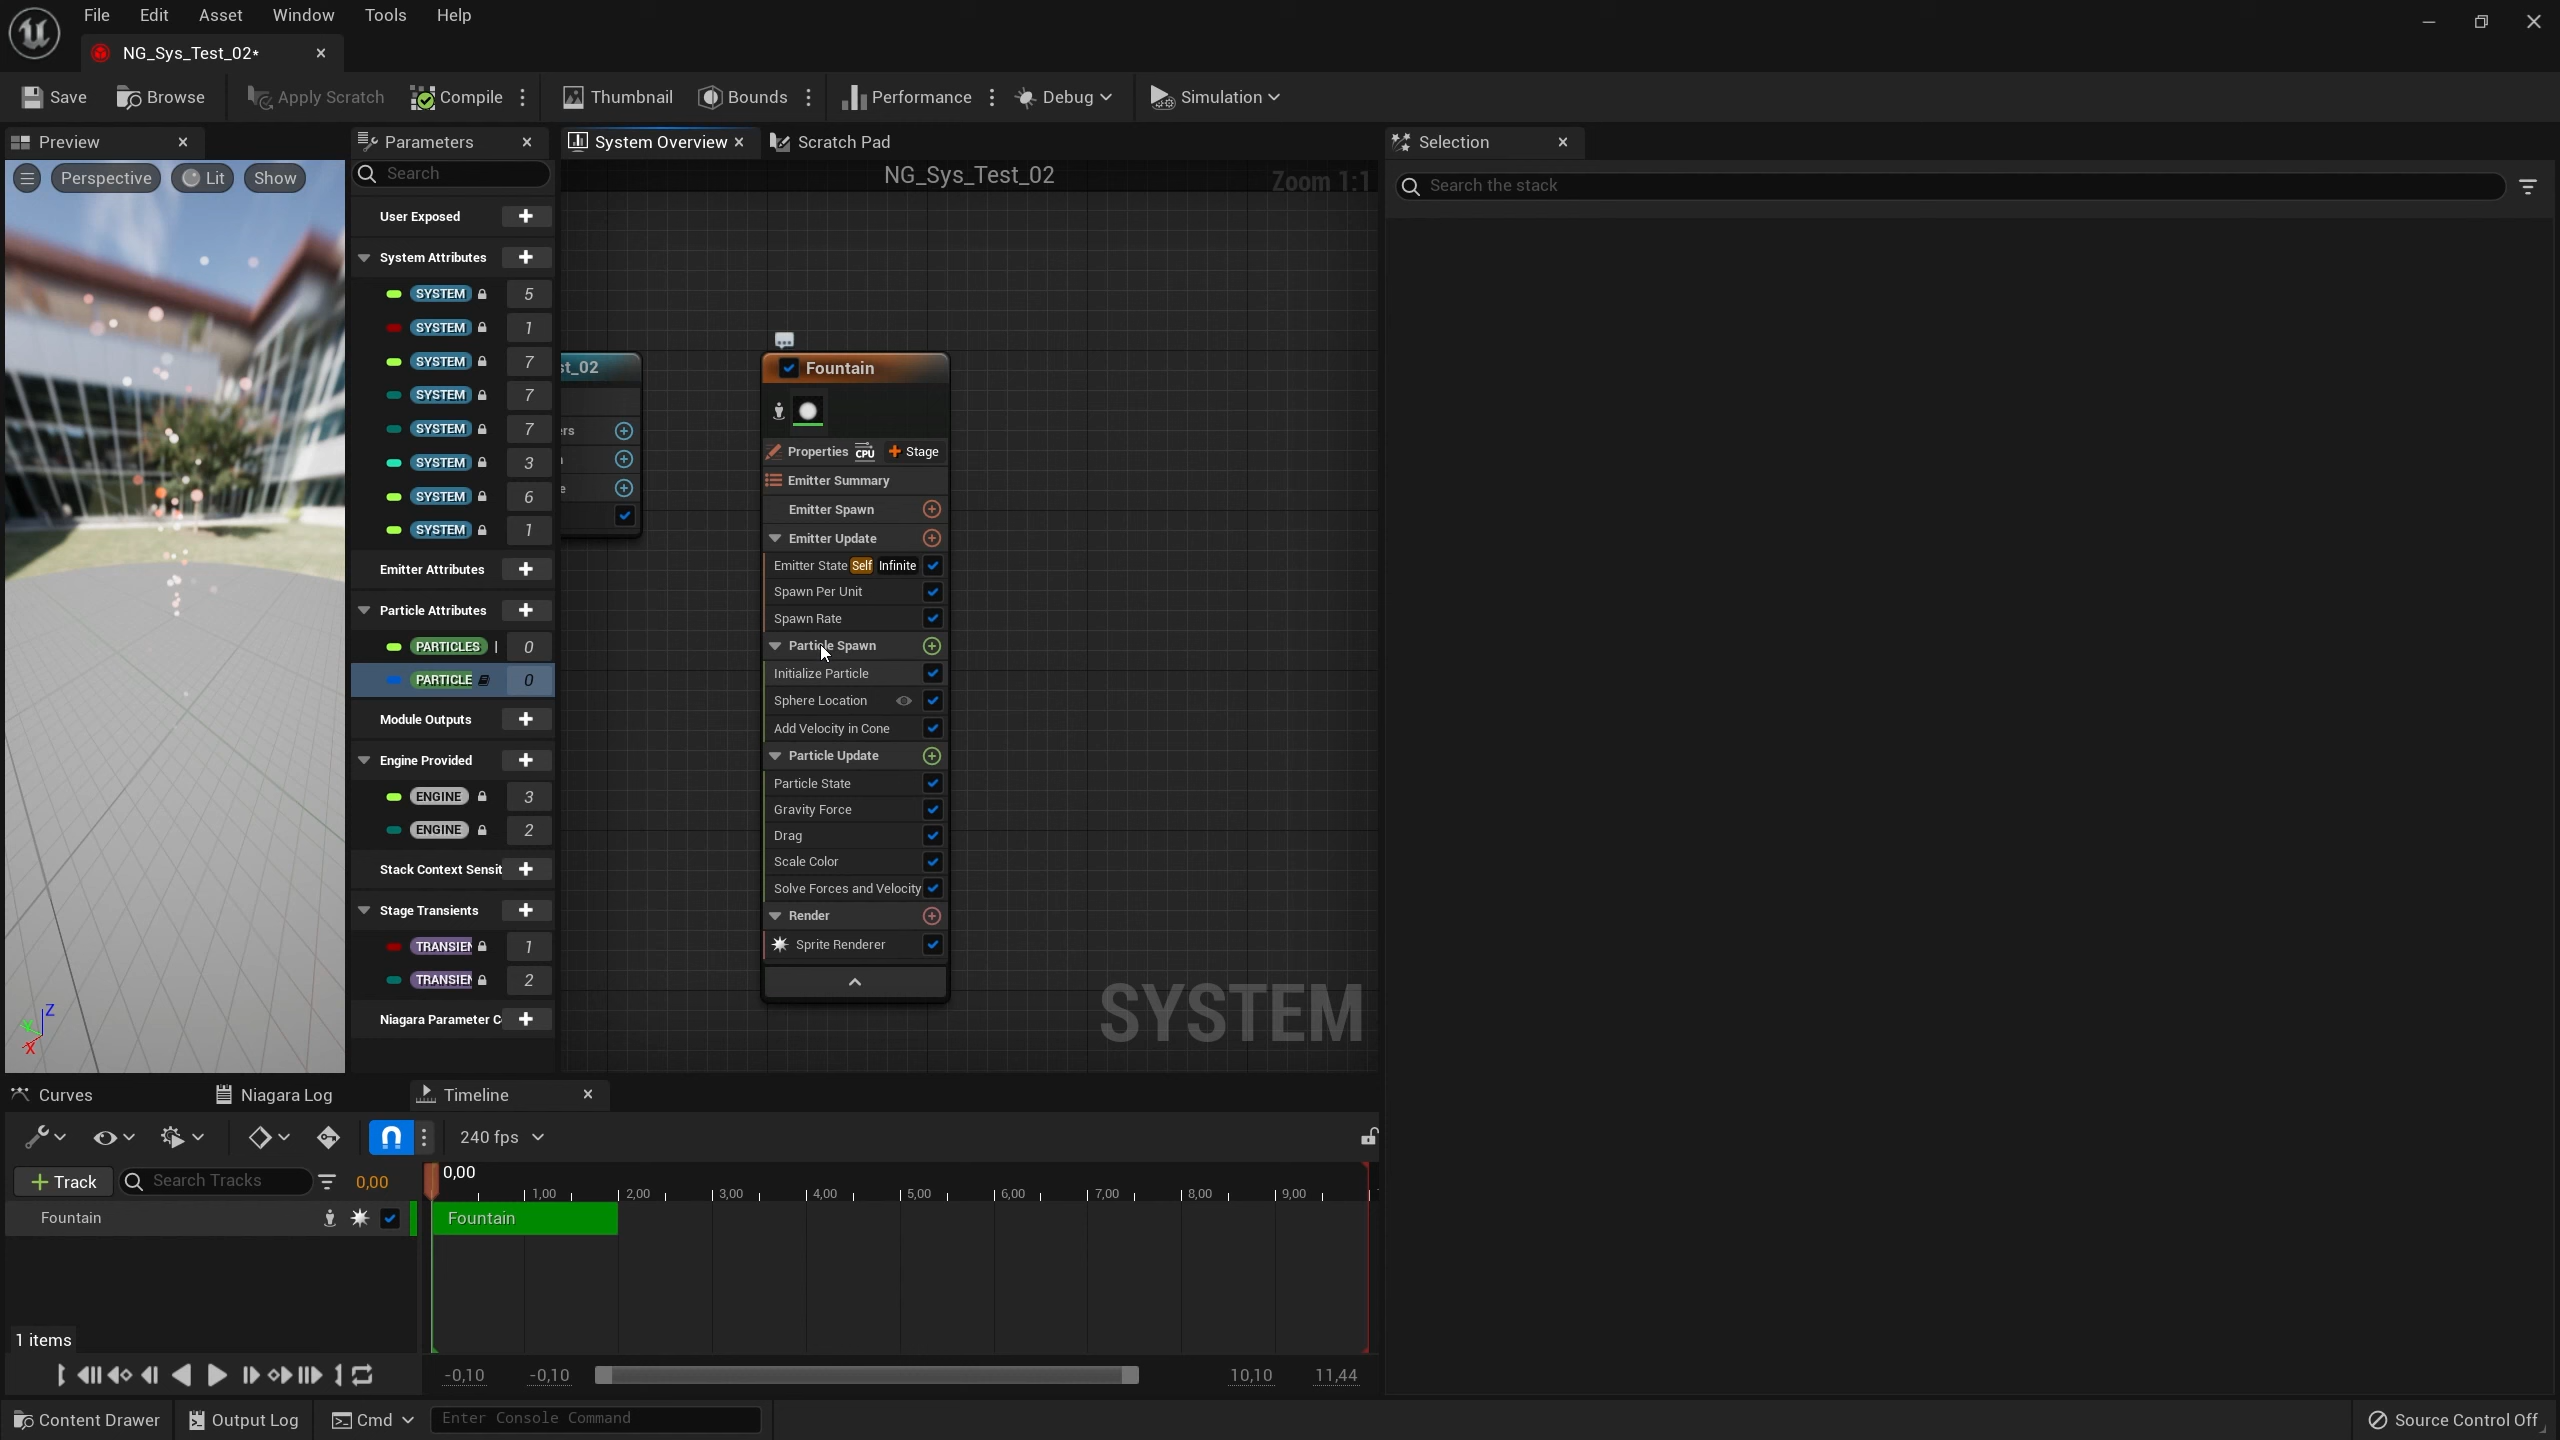 File Edit Asset Window Tools Help
NG_Sys_Test_02*
Save Browse Apply Scratch Compile Thumbnail Bounds Performance Debug Simulation
Preview
Perspective Lit Show
Z
X
Parameters
Search
User Exposed
System Attributes
SYSTEM 5
SYSTEM 1
SYSTEM 7
SYSTEM 7
SYSTEM 7
SYSTEM 3
SYSTEM 6
SYSTEM 1
Emitter Attributes
Particle Attributes
PARTICLES 0
PARTICLE 0
Module Outputs
Engine Provided
ENGINE 3
ENGINE 2
Stack Context Sensit
Stage Transients
TRANSIEN 1
TRANSIEN 2
Niagara Parameter C
System Overview Scratch Pad
NG_Sys_Test_02
Zoom 1:1
st_02
ers
e
Fountain
Properties CPU Stage
Emitter Summary
Emitter Spawn
Emitter Update
Emitter State Self Infinite
Spawn Per Unit
Spawn Rate
Particle Spawn
Initialize Particle
Sphere Location
Add Velocity in Cone
Particle Update
Particle State
Gravity Force
Drag
Scale Color
Solve Forces and Velocity
Render
Sprite Renderer
SYSTEM
Selection
Search the stack
Curves Niagara Log Timeline
240 fps
Track Search Tracks 0,00
0,00
1,00 2,00 3,00 4,00 5,00 6,00 7,00 8,00 9,00
Fountain
Fountain
1 items
-0,10 -0,10 10,10 11,44
Content Drawer Output Log Cmd Enter Console Command Source Control Off